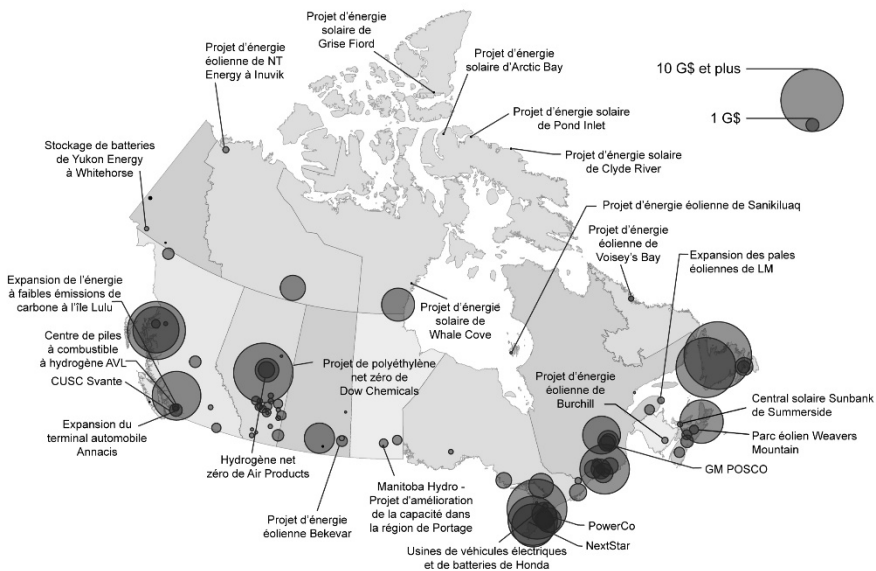 Projet d'énergie
solaire de
Grise Fiord
Projet d'énergie
éolienne de NT
Energy à Inuvik
Projet d'énergie
solaire d'Arctic Bay
10 G$ et plus
1 G$
Projet d'énergie solaire
de Pond Inlet
Stockage de batteries
de Yukon Energy
à Whitehorse
Projet d'énergie solaire
de Clyde River
Projet d'énergie éolienne de Sanikiluaq
Projet d'énergie
éolienne de
Voisey's Bay
Expansion des pales
éoliennes de LM
Expansion de l'énergie
à faibles émissions de
carbone à l'île Lulu
Projet d'énergie
solaire de
Whale Cove
Centre de piles
à combustible
à hydrogène AVL
Projet de polyéthylène
net zéro de
Dow Chemicals
Projet d'énergie
éolienne de
Burchill
CUSC Svante
Central solaire Sunbank
de Summerside
Expansion du
terminal automobile
Annacis
Parc éolien Weavers
Mountain
Hydrogène net
zéro de Air Products
GM POSCO
Manitoba Hydro -
Projet d'amélioration
de la capacité dans
la région de Portage
Projet d'énergie
éolienne Bekevar
PowerCo
NextStar
Usines de véhicules électriques
et de batteries de Honda